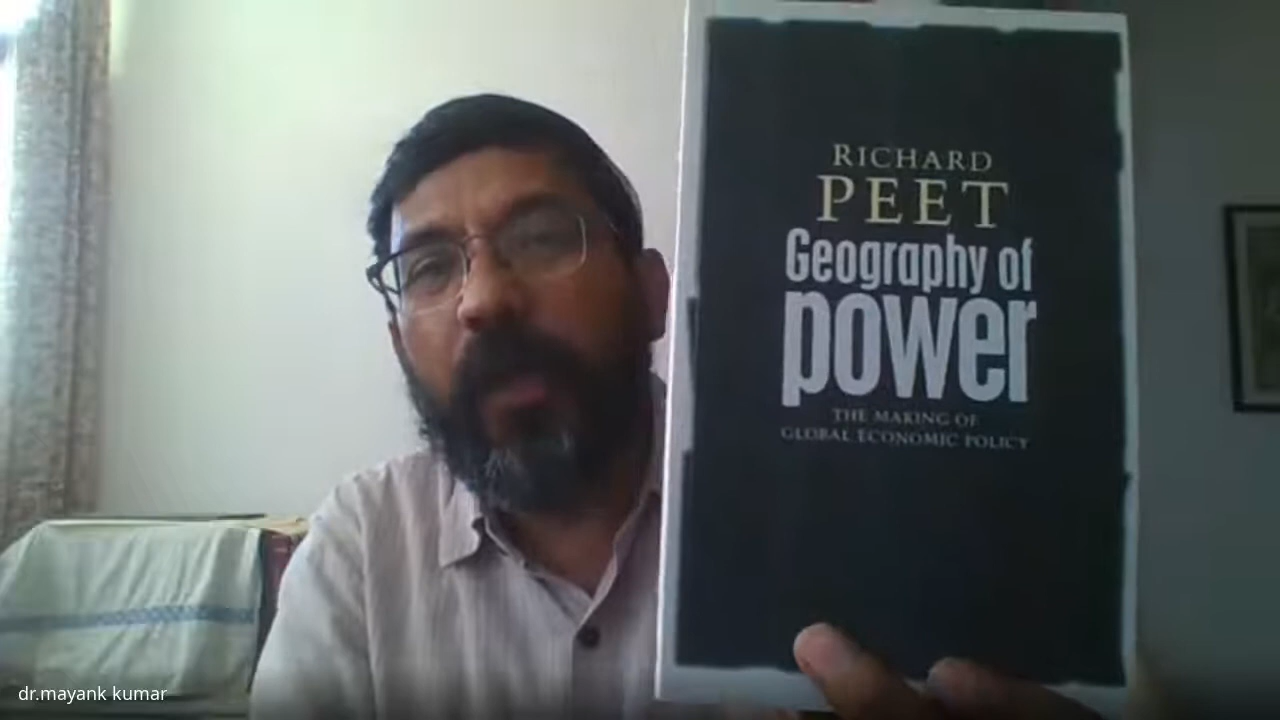 RICHARD
PEET
Geography of
power
THE MAKING OF
GLOBAL ECONOMIC POLICY
dr.mayank kumar